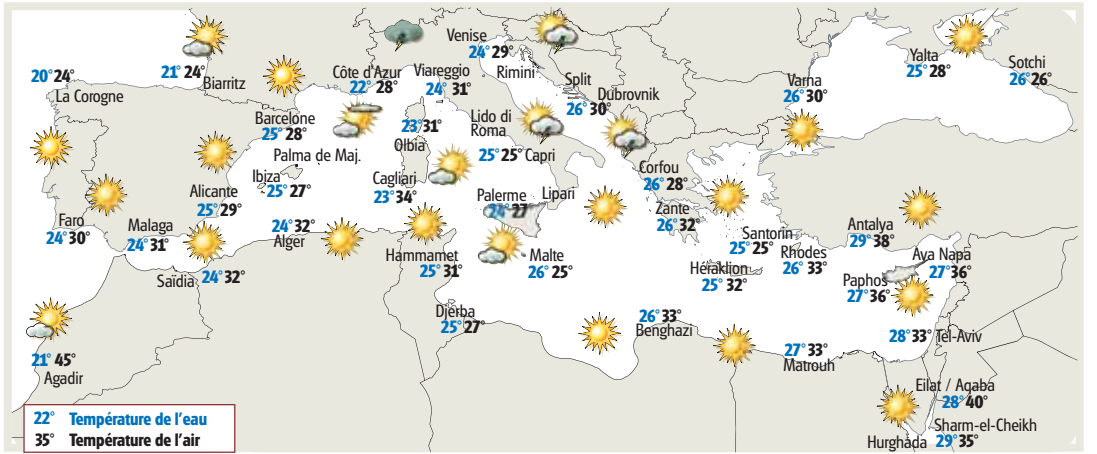 20° 24°
La Corogne
21° 24°
Biarritz
Côte d'Azur
22° 28°
Viareggio
24° 31°
Venise
24° 29°
Rimini
Split
26° 30°
Dubrovnik
Varna
26° 30°
Yalta
25° 28°
Sotchi
26° 26°
Barcelone
25° 28°
Palma de Maj.
Ibiza
25° 27°
23° 31°
Olbia
Lido di
Roma
25° 25° Capri
Cagliari
23° 34°
Palerme
24° 27°
Lipari
Corfou
26° 28°
Zante
26° 32°
Alicante
25° 29°
Faro
24° 30°
Malaga
24° 31°
24° 32°
Alger
Saïdia 24° 32°
Hammamet
25° 31°
Malte
26° 25°
Santorin
25° 25°
Héraklion
25° 32°
Rhodes
26° 33°
Antalya
29° 38°
Aya Napa
27° 36°
Paphos
27° 36°
Djerba
25° 27°
26° 33°
Benghazi
28° 33° Tel-Aviv
27° 33°
Matrouh
21° 45°
Agadir
Eilat / Aqaba
28° 40°
Sharm-el-Cheikh
Hurghada 29° 35°
22° Température de l'eau
35° Température de l'air